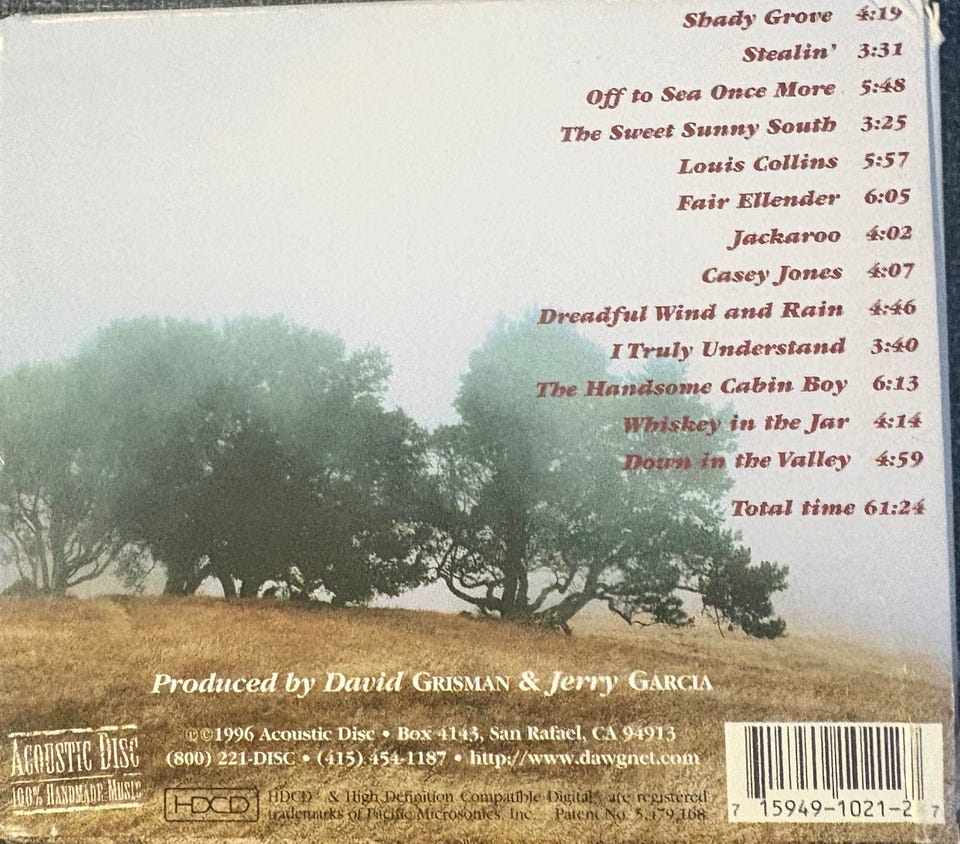 Shady Grove 4:19
Stealin' 3:31
Off to Sea Once More 5:48
The Sweet Sunny South 3:25
Louis Collins 5:57
Fair Ellender 6:05
Jackaroo 4:02
Casey Jones 4:07
Dreadful Wind and Rain 4:46
I Truly Understand 3:40
The Handsome Cabin Boy 6:13
Whiskey in the Jar 4:14
Down in the Valley 4:59
Total time 61:24
Produced by David GRISMAN & Jerry GARCIA
℗©1996 Acoustic Disc • Box 4143, San Rafael, CA 94913
(800) 221-DISC • (415) 454-1187 • http://www.dawgnet.com
ACOUSTIC DISC
100% HANDMADE MUSIC
HDCD
HDCD® & High Definition Compatible Digital® are registered
trademarks of Pacific Microsonics, Inc. Patent No. 5,479,168
7 15949-1021-2 7